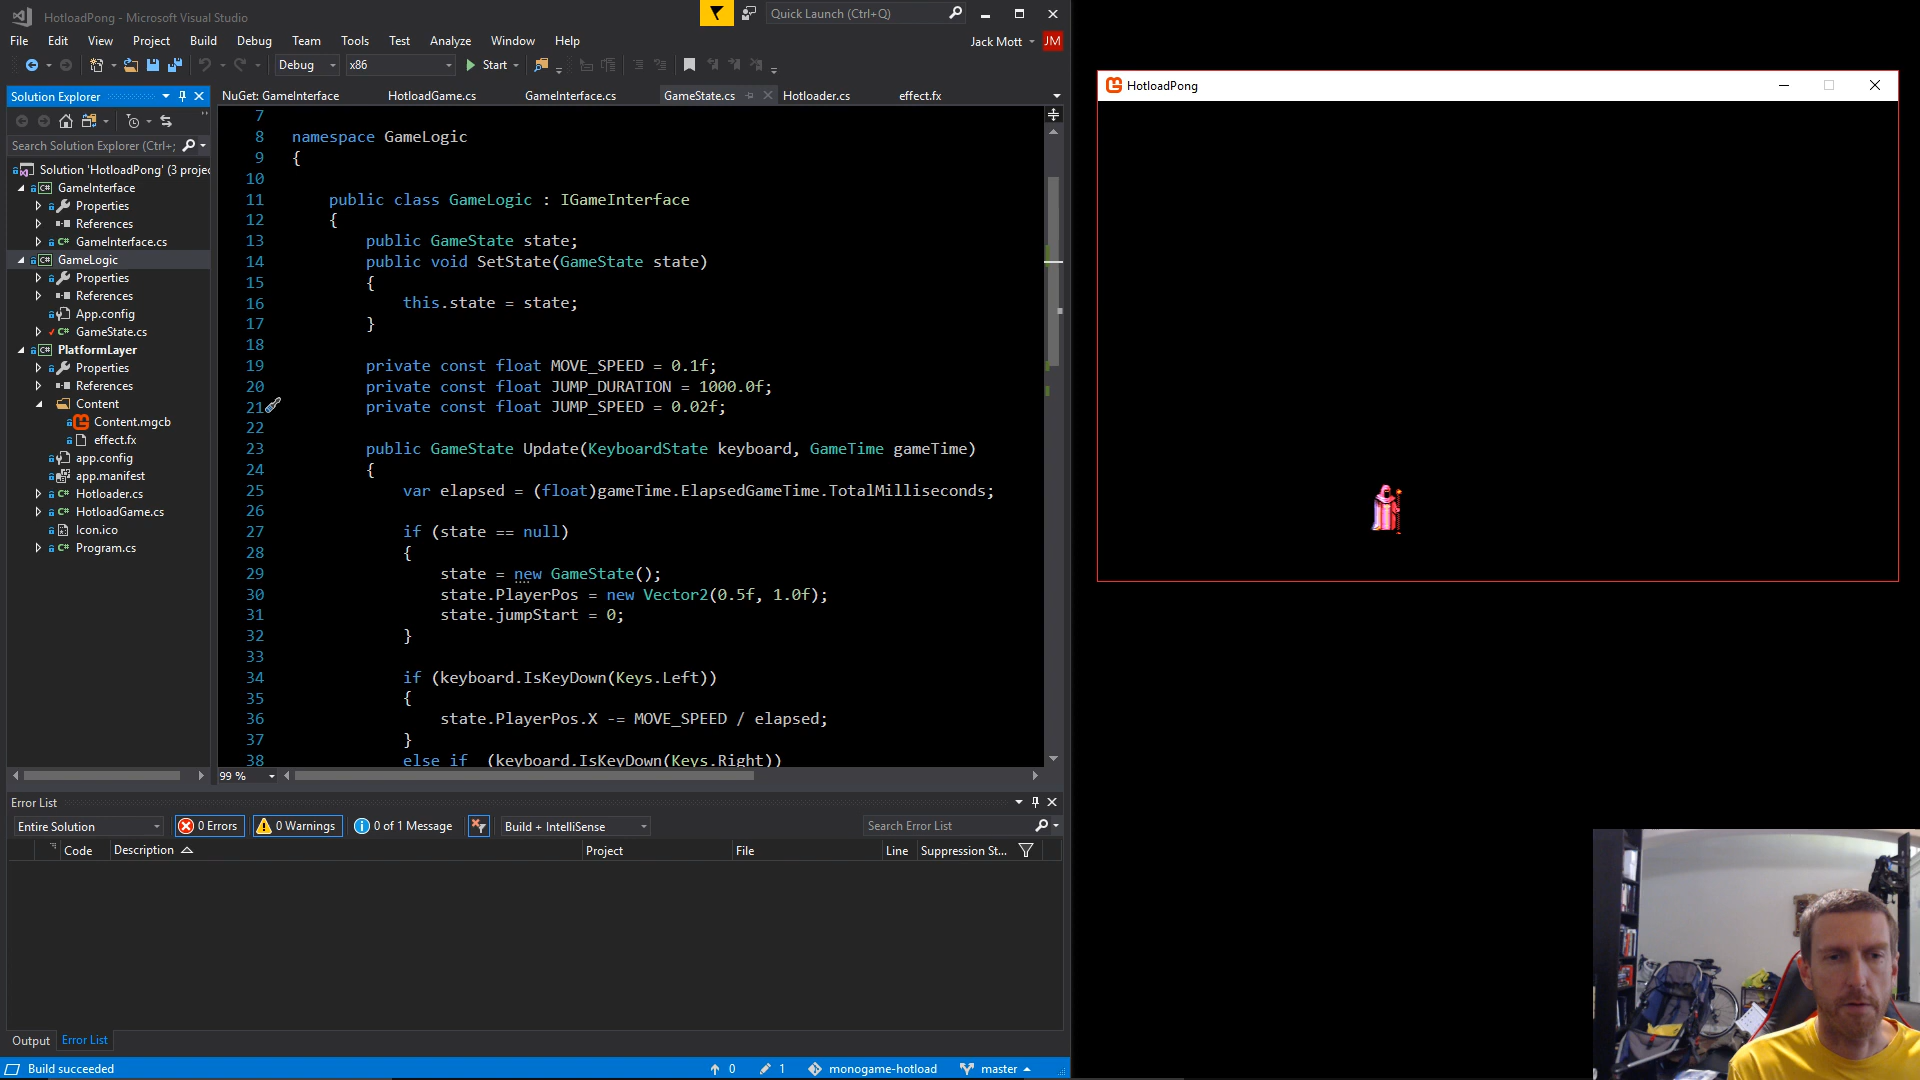 HotloadPong - Microsoft Visual Studio
Quick Launch (Ctrl+Q)
File Edit View Project Build Debug Team Tools Test Analyze Window Help
Jack Mott JM
Debug x86 Start
Solution Explorer
Search Solution Explorer (Ctrl+;
Solution 'HotloadPong' (3 projec
GameInterface
Properties
References
GameInterface.cs
GameLogic
Properties
References
App.config
GameState.cs
PlatformLayer
Properties
References
Content
Content.mgcb
effect.fx
app.config
app.manifest
Hotloader.cs
HotloadGame.cs
Icon.ico
Program.cs
NuGet: GameInterface HotloadGame.cs GameInterface.cs GameState.cs Hotloader.cs effect.fx
7
8 namespace GameLogic
9 {
10
11 public class GameLogic : IGameInterface
12 {
13 public GameState state;
14 public void SetState(GameState state)
15 {
16 this.state = state;
17 }
18
19 private const float MOVE_SPEED = 0.1f;
20 private const float JUMP_DURATION = 1000.0f;
21 private const float JUMP_SPEED = 0.02f;
22
23 public GameState Update(KeyboardState keyboard, GameTime gameTime)
24 {
25 var elapsed = (float)gameTime.ElapsedGameTime.TotalMilliseconds;
26
27 if (state == null)
28 {
29 state = new GameState();
30 state.PlayerPos = new Vector2(0.5f, 1.0f);
31 state.jumpStart = 0;
32 }
33
34 if (keyboard.IsKeyDown(Keys.Left))
35 {
36 state.PlayerPos.X -= MOVE_SPEED / elapsed;
37 }
38 else if (keyboard.IsKeyDown(Keys.Right))
99 %
Error List
Entire Solution 0 Errors 0 Warnings 0 of 1 Message Build + IntelliSense Search Error List
Code Description Project File Line Suppression St...
Output Error List
Build succeeded 0 1 monogame-hotload master
HotloadPong